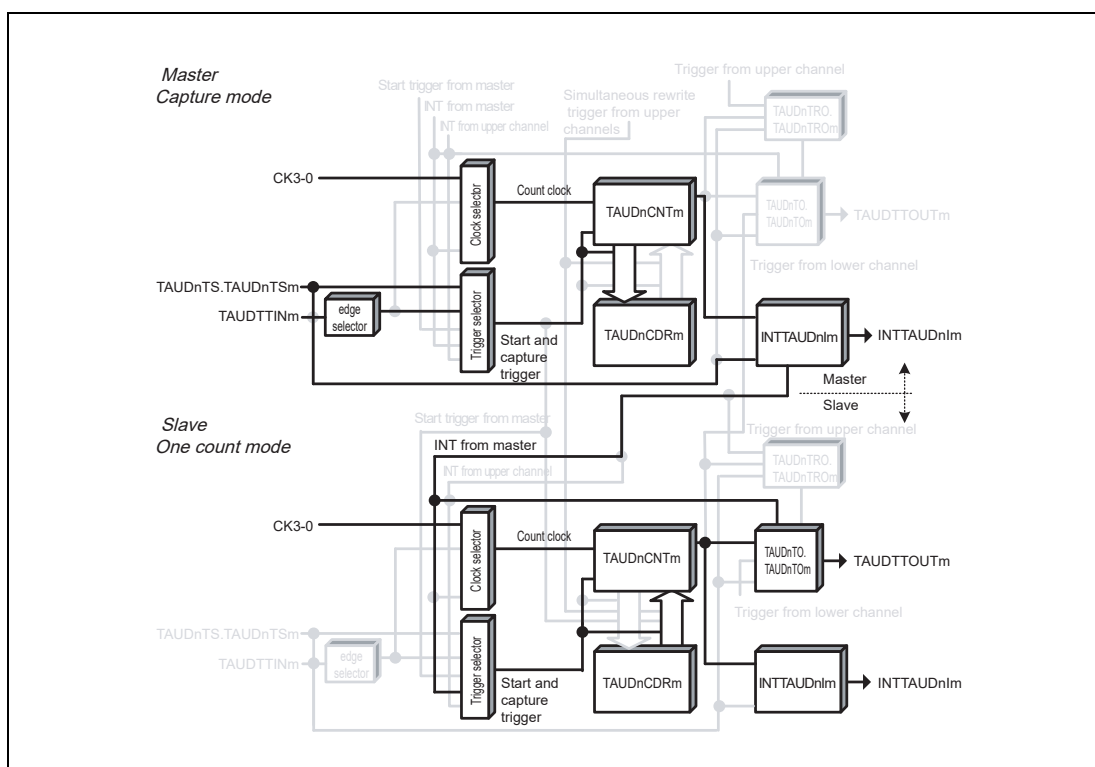 Master
Capture mode
Trigger from upper channel
Start trigger from master
INT from master
INT from upper channel
Simultaneous rewrite
trigger from upper
channels
TAUDnTRO.
TAUDnTROm
CK3-0
Clock selector
Count clock
TAUDnCNTm
TAUDnTO.
TAUDnTOm
TAUDTTOUTm
Trigger from lower channel
TAUDnTS.TAUDnTSm
TAUDTTINm
edge
selector
Trigger selector
Start and
capture
trigger
TAUDnCDRm
INTTAUDnIm
INTTAUDnIm
Master
Slave
Slave
One count mode
Start trigger from master
INT from master
INT from upper channel
Trigger from upper channel
TAUDnTRO.
TAUDnTROm
CK3-0
Clock selector
Count clock
TAUDnCNTm
TAUDnTO.
TAUDnTOm
TAUDTTOUTm
Trigger from lower channel
TAUDnTS.TAUDnTSm
TAUDTTINm
edge
selector
Trigger selector
Start and
capture
trigger
TAUDnCDRm
INTTAUDnIm
INTTAUDnIm